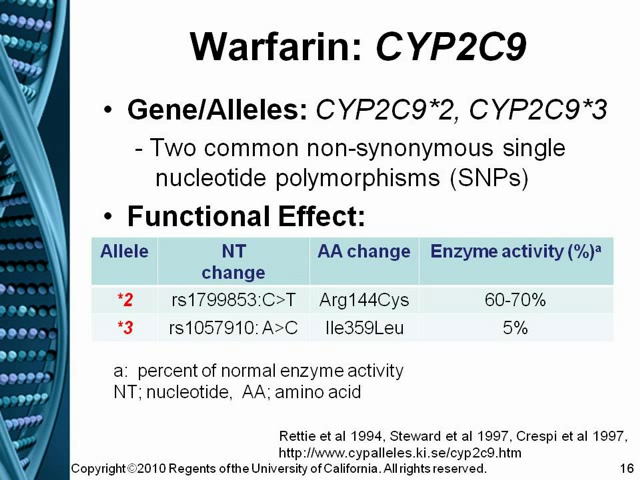 Warfarin: CYP2C9
• Gene/Alleles: CYP2C9*2, CYP2C9*3
- Two common non-synonymous single
nucleotide polymorphisms (SNPs)
• Functional Effect:
Allele NT change AA change Enzyme activity (%)a
*2 rs1799853:C>T Arg144Cys 60-70%
*3 rs1057910: A>C Ile359Leu 5%
a: percent of normal enzyme activity
NT; nucleotide, AA; amino acid
Rettie et al 1994, Steward et al 1997, Crespi et al 1997,
http://www.cypalleles.ki.se/cyp2c9.htm
Copyright ©2010 Regents of the University of California. All rights reserved. 16